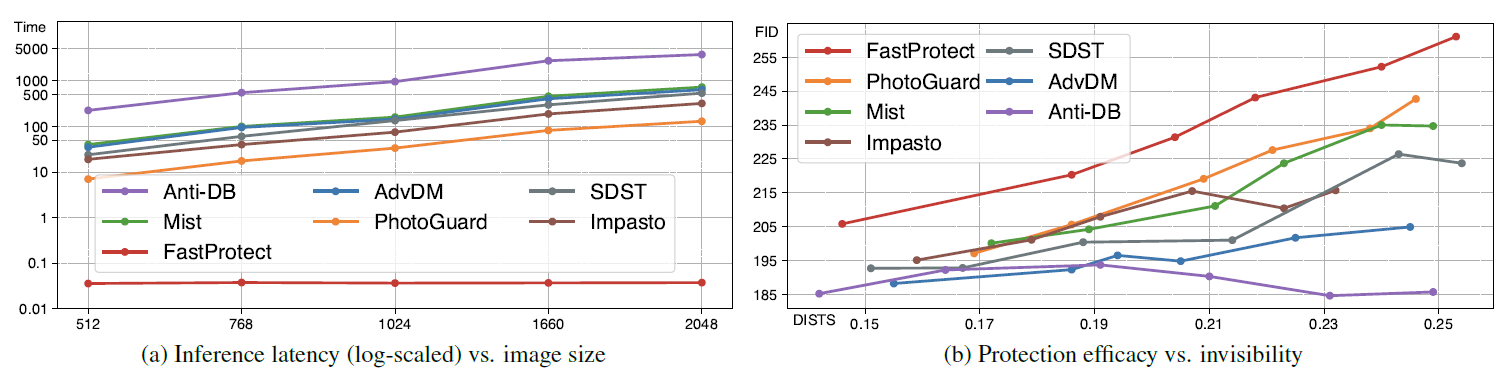 Time
5000
1000
500
100
50
10
1
0.1
0.01
Anti-DB
AdvDM
SDST
Mist
PhotoGuard
Impasto
FastProtect
512
768
1024
1660
2048
(a) Inference latency (log-scaled) vs. image size
FID
255
245
235
225
215
205
195
185
FastProtect
SDST
PhotoGuard
AdvDM
Mist
Anti-DB
Impasto
DISTS
0.15
0.17
0.19
0.21
0.23
0.25
(b) Protection efficacy vs. invisibility